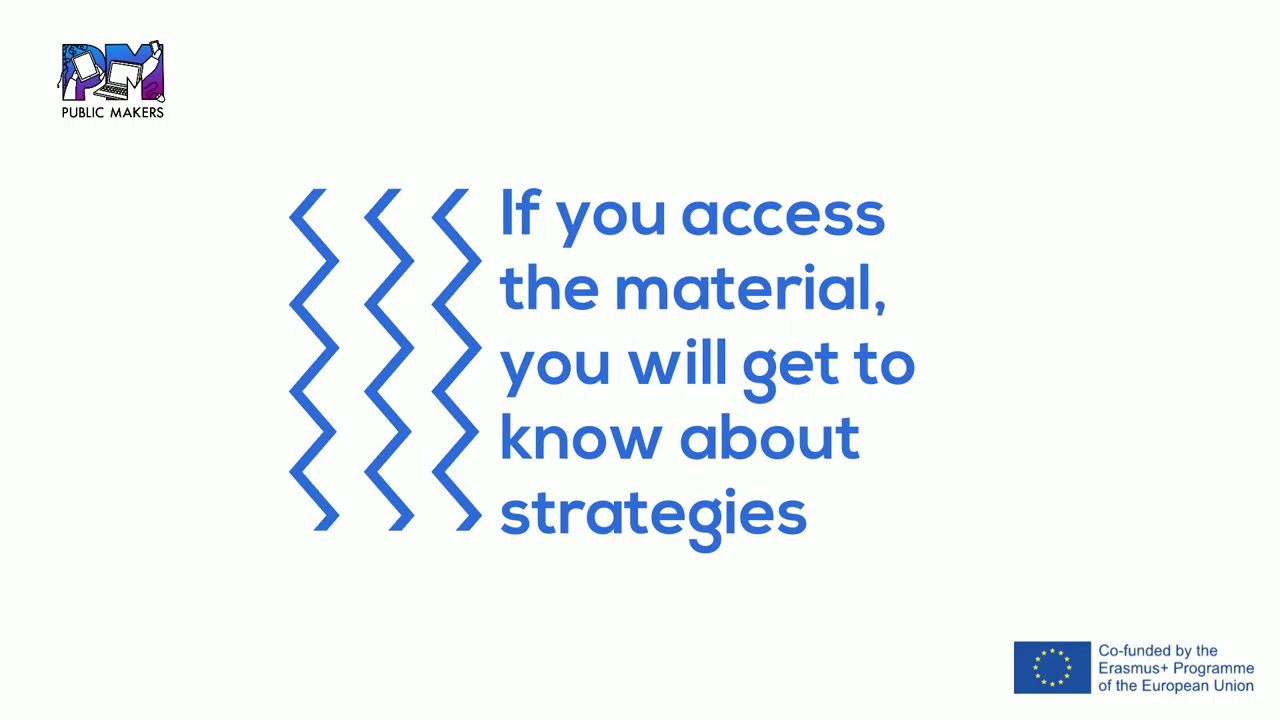 PM
PUBLIC MAKERS
If you access
the material,
you will get to
know about
strategies
Co-funded by the
Erasmus+ Programme
of the European Union